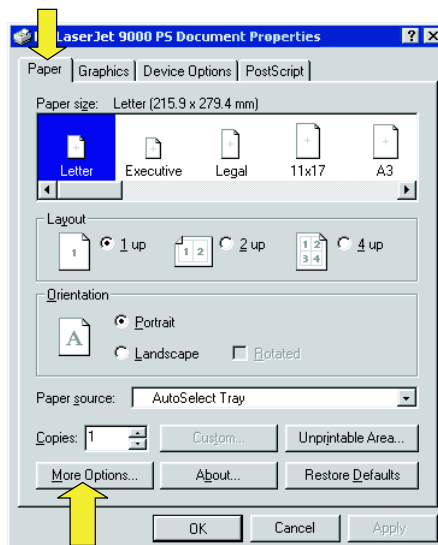 LaserJet 9000 PS Document Properties
Paper Graphics Device Options PostScript
Paper size: Letter (215.9 x 279.4 mm)
Letter Executive Legal 11x17 A3
Layout
1 1 up 1 2 2 up 1 2 3 4 4 up
Orientation
A Portrait
Landscape Rotated
Paper source: AutoSelect Tray
Copies: 1 Custom... Unprintable Area...
More Options... About... Restore Defaults
OK Cancel Apply